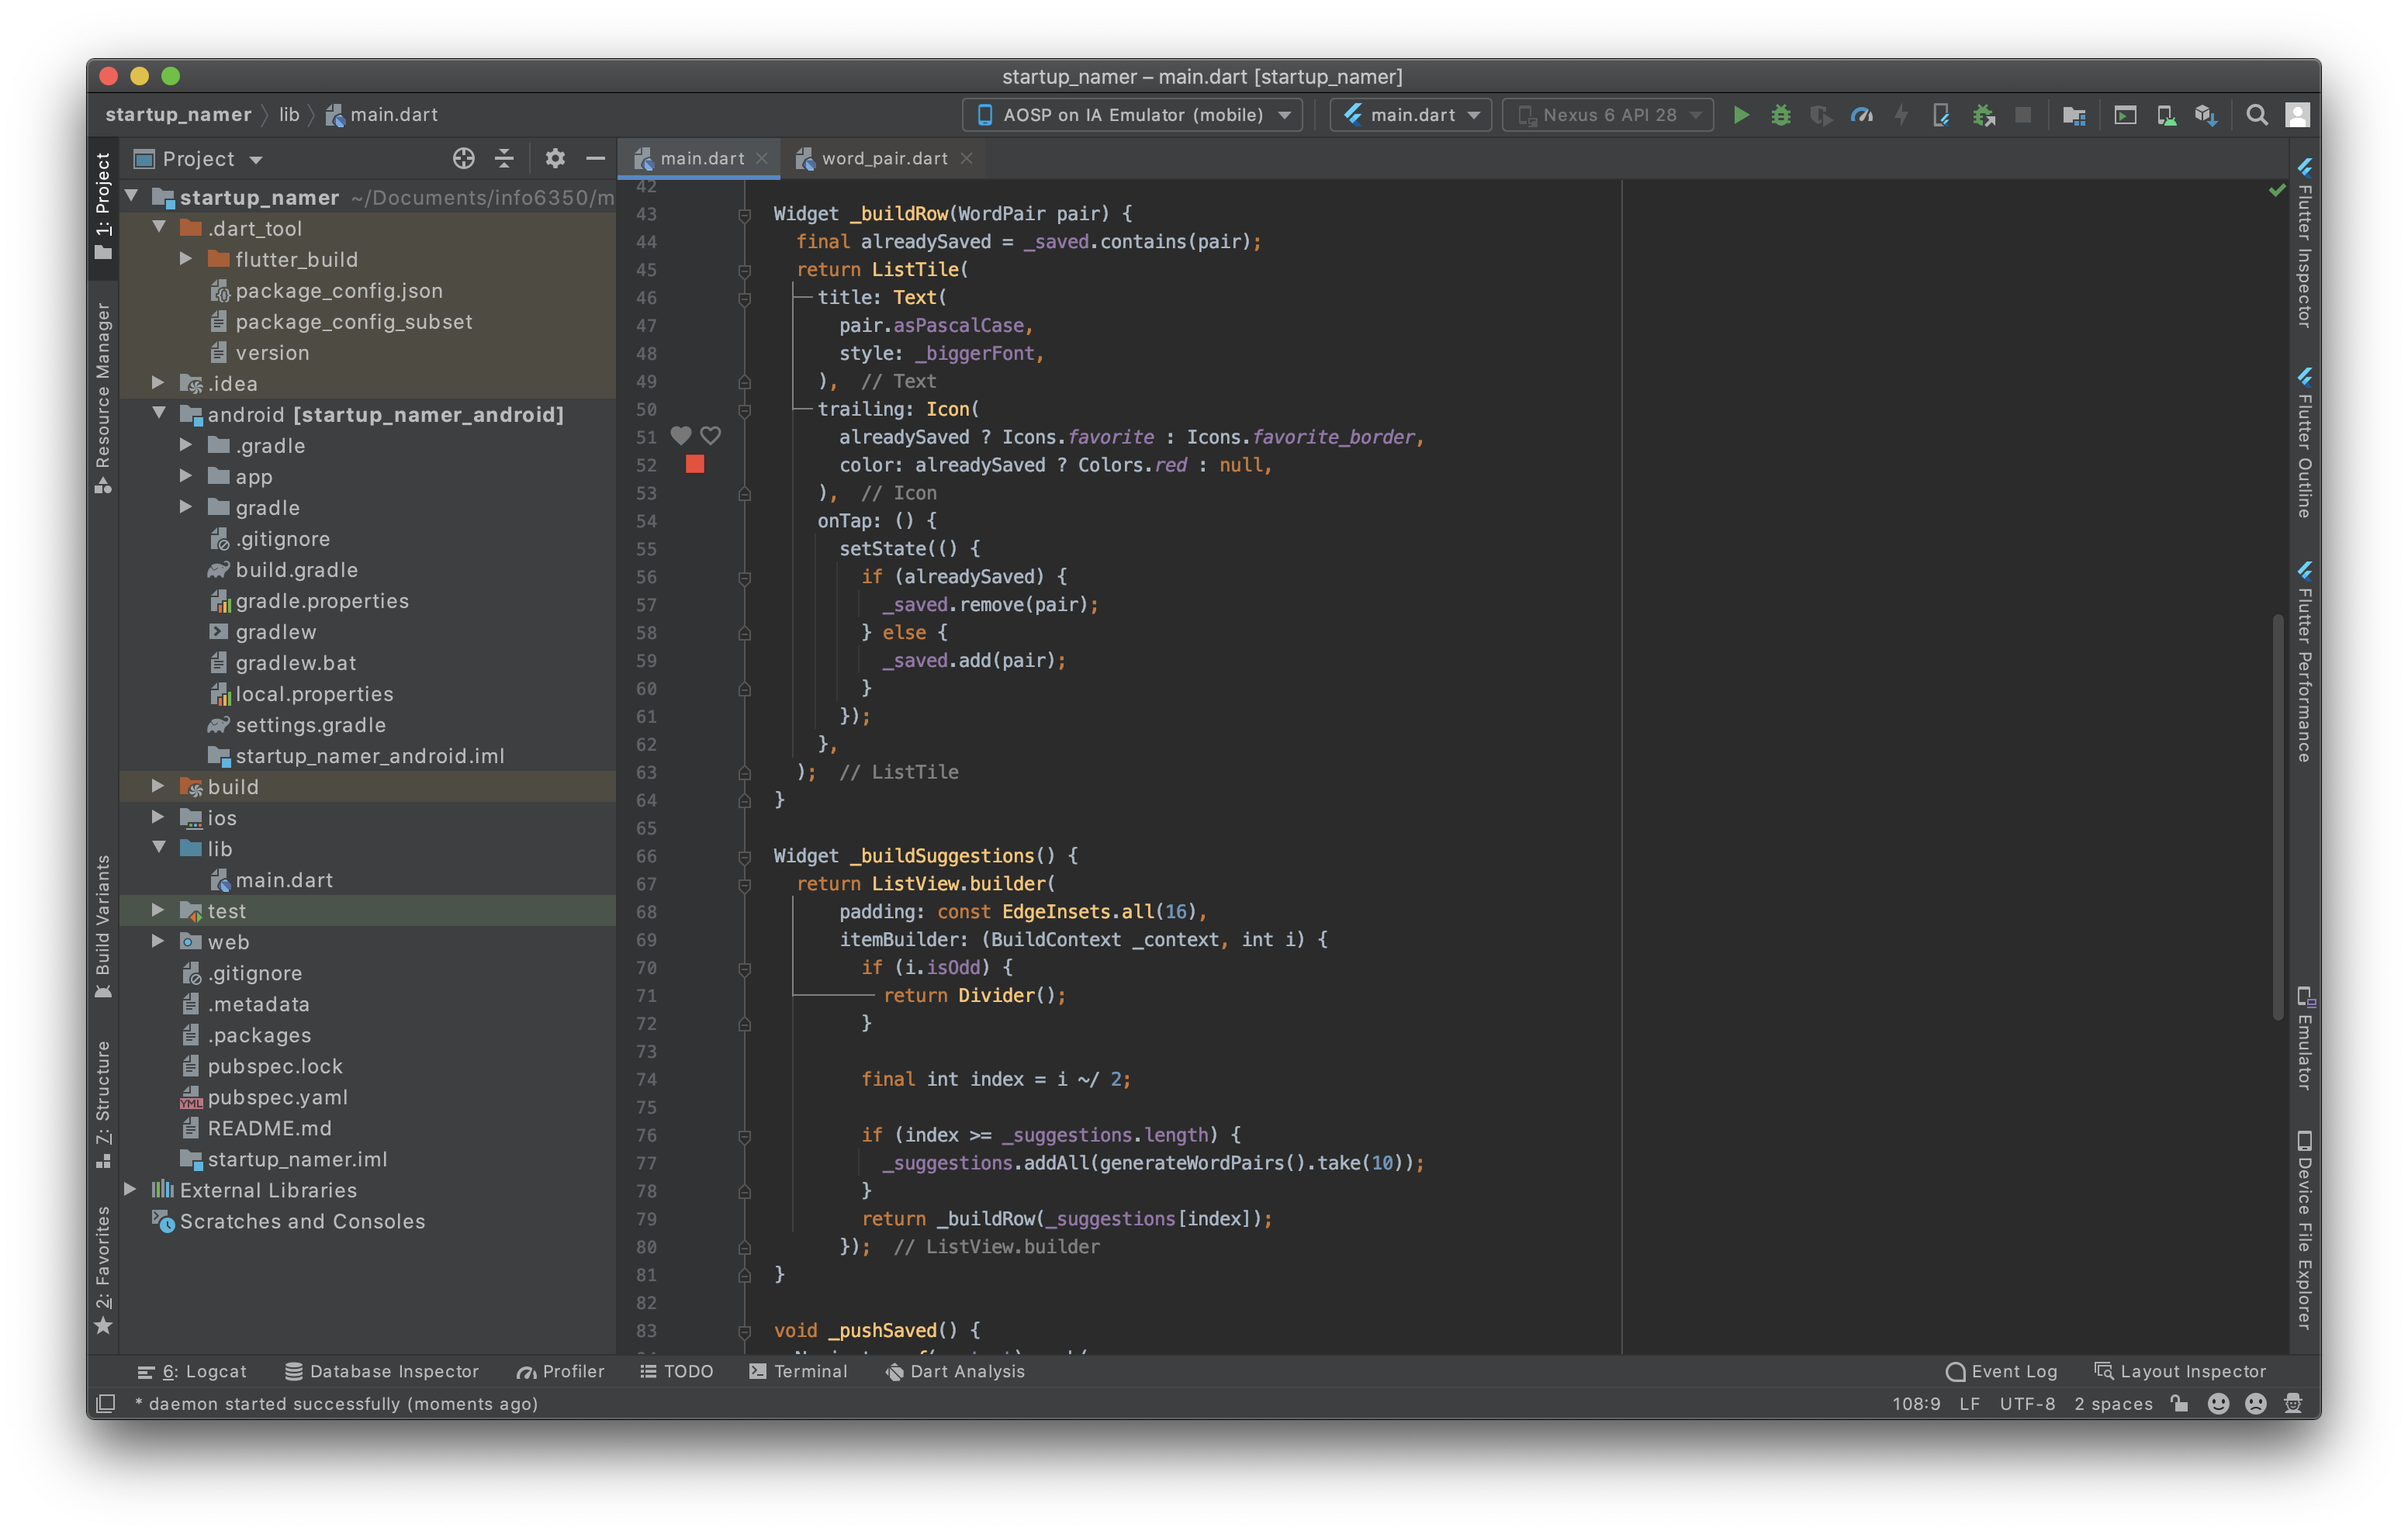 startup_namer – main.dart [startup_namer]
startup_namer lib main.dart
AOSP on IA Emulator (mobile) main.dart Nexus 6 API 28
Project
main.dart
word_pair.dart
1: Project
Resource Manager
Build Variants
7: Structure
2: Favorites
startup_namer ~/Documents/info6350/m
.dart_tool
flutter_build
package_config.json
package_config_subset
version
.idea
android [startup_namer_android]
.gradle
app
gradle
.gitignore
build.gradle
gradle.properties
gradlew
gradlew.bat
local.properties
settings.gradle
startup_namer_android.iml
build
ios
lib
main.dart
test
web
.gitignore
.metadata
.packages
pubspec.lock
YML pubspec.yaml
README.md
startup_namer.iml
External Libraries
Scratches and Consoles
42
43 Widget _buildRow(WordPair pair) {
44 final alreadySaved = _saved.contains(pair);
45 return ListTile(
46 title: Text(
47 pair.asPascalCase,
48 style: _biggerFont,
49 ), // Text
50 trailing: Icon(
51 alreadySaved ? Icons.favorite : Icons.favorite_border,
52 color: alreadySaved ? Colors.red : null,
53 ), // Icon
54 onTap: () {
55 setState(() {
56 if (alreadySaved) {
57 _saved.remove(pair);
58 } else {
59 _saved.add(pair);
60 }
61 });
62 },
63 ); // ListTile
64 }
65
66 Widget _buildSuggestions() {
67 return ListView.builder(
68 padding: const EdgeInsets.all(16),
69 itemBuilder: (BuildContext _context, int i) {
70 if (i.isOdd) {
71 return Divider();
72 }
73
74 final int index = i ~/ 2;
75
76 if (index >= _suggestions.length) {
77 _suggestions.addAll(generateWordPairs().take(10));
78 }
79 return _buildRow(_suggestions[index]);
80 }); // ListView.builder
81 }
82
83 void _pushSaved() {
Flutter Inspector
Flutter Outline
Flutter Performance
Emulator
Device File Explorer
6: Logcat Database Inspector Profiler TODO Terminal Dart Analysis Event Log Layout Inspector
* daemon started successfully (moments ago) 108:9 LF UTF-8 2 spaces